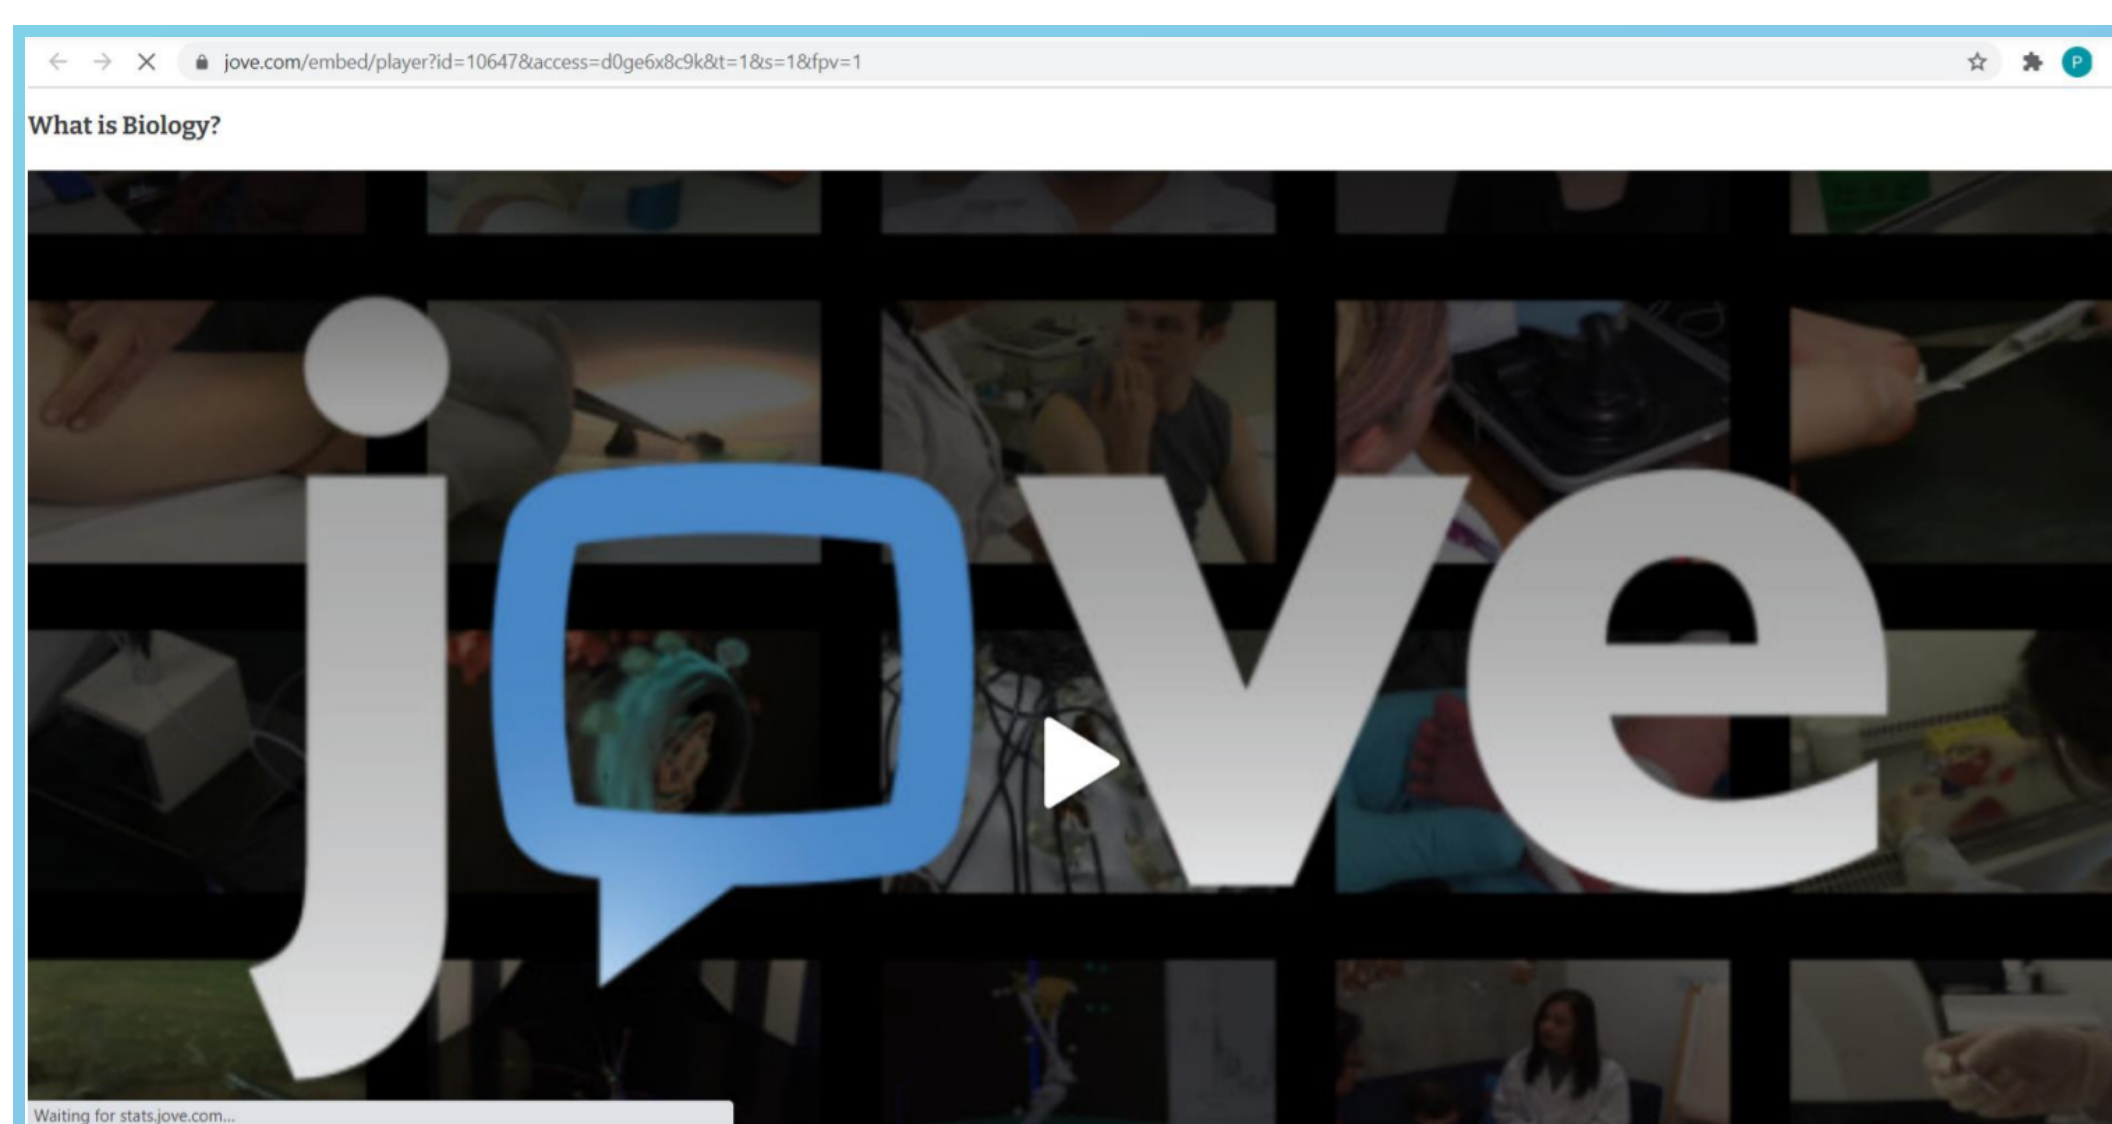 jove.com/embed/player?id=10647&access=d0ge6x8c9k&t=1&s=1&fpv=1
P
What is Biology?
jove
Waiting for stats.jove.com...